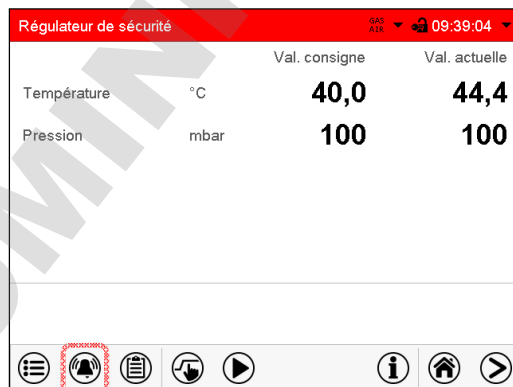 Régulateur de sécurité GAS AIR 09:39:04
Val. consigne Val. actuelle
Température °C 40,0 44,4
Pression mbar 100 100